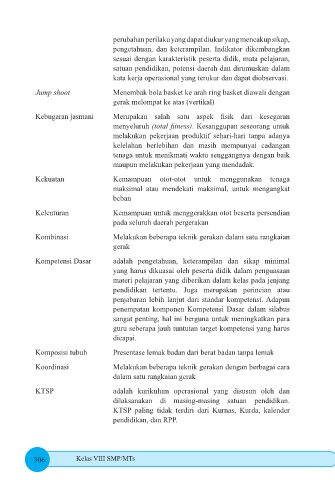 perubahan perilaku yang dapat diukur yang mencakup sikap,
pengetahuan, dan keterampilan. Indikator dikembangkan
sesuai dengan karakteristik peserta didik, mata pelajaran,
satuan pendidikan, potensi daerah dan dirumuskan dalam
kata kerja operasional yang terukur dan dapat diobservasi.
Jump shoot Menembak bola basket ke arah ring basket diawali dengan
gerak melompat ke atas (vertikal)
Kebugaran jasmani Merupakan salah satu aspek fisik dari kesegaran
menyeluruh (total fitness). Kesanggupan seseorang untuk
melakukan pekerjaan produktif sehari-hari tanpa adanya
kelelahan berlebihan dan masih mempunyai cadangan
tenaga untuk menikmati waktu senggangnya dengan baik
maupun melakukan pekerjaan yang mendadak.
Kekuatan Kemampuan otot-otot untuk menggunakan tenaga
maksimal atau mendekati maksimal, untuk mengangkat
beban
Kelenturan Kemampuan untuk menggerakkan otot beserta persendian
pada seluruh daerah pergerakan
Kombinasi Melakukan beberapa teknik gerakan dalam satu rangkaian
gerak
Kompetensi Dasar adalah pengetahuan, keterampilan dan sikap minimal
yang harus dikuasai oleh peserta didik dalam penguasaan
materi pelajaran yang diberikan dalam kelas pada jenjang
pendidikan tertentu. Juga merupakan perincian atau
penjabaran lebih lanjut dari standar kompetensi. Adapun
penempatan komponen Kompetensi Dasar dalam silabus
sangat penting, hal ini berguna untuk mengingatkan para
guru seberapa jauh tuntutan target kompetensi yang harus
dicapai.
Komposisi tubuh Presentase lemak badan dari berat badan tanpa lemak
Koordinasi Melakukan beberapa teknik gerakan dengan berbagai cara
dalam satu rangkaian gerak
KTSP adalah kurikulum operasional yang disusun oleh dan
dilaksanakan di masing-masing satuan pendidikan.
KTSP paling tidak terdiri dari Kurnas, Kurda, kalender
pendidikan, dan RPP.
306 Kelas VIII SMP/MTs